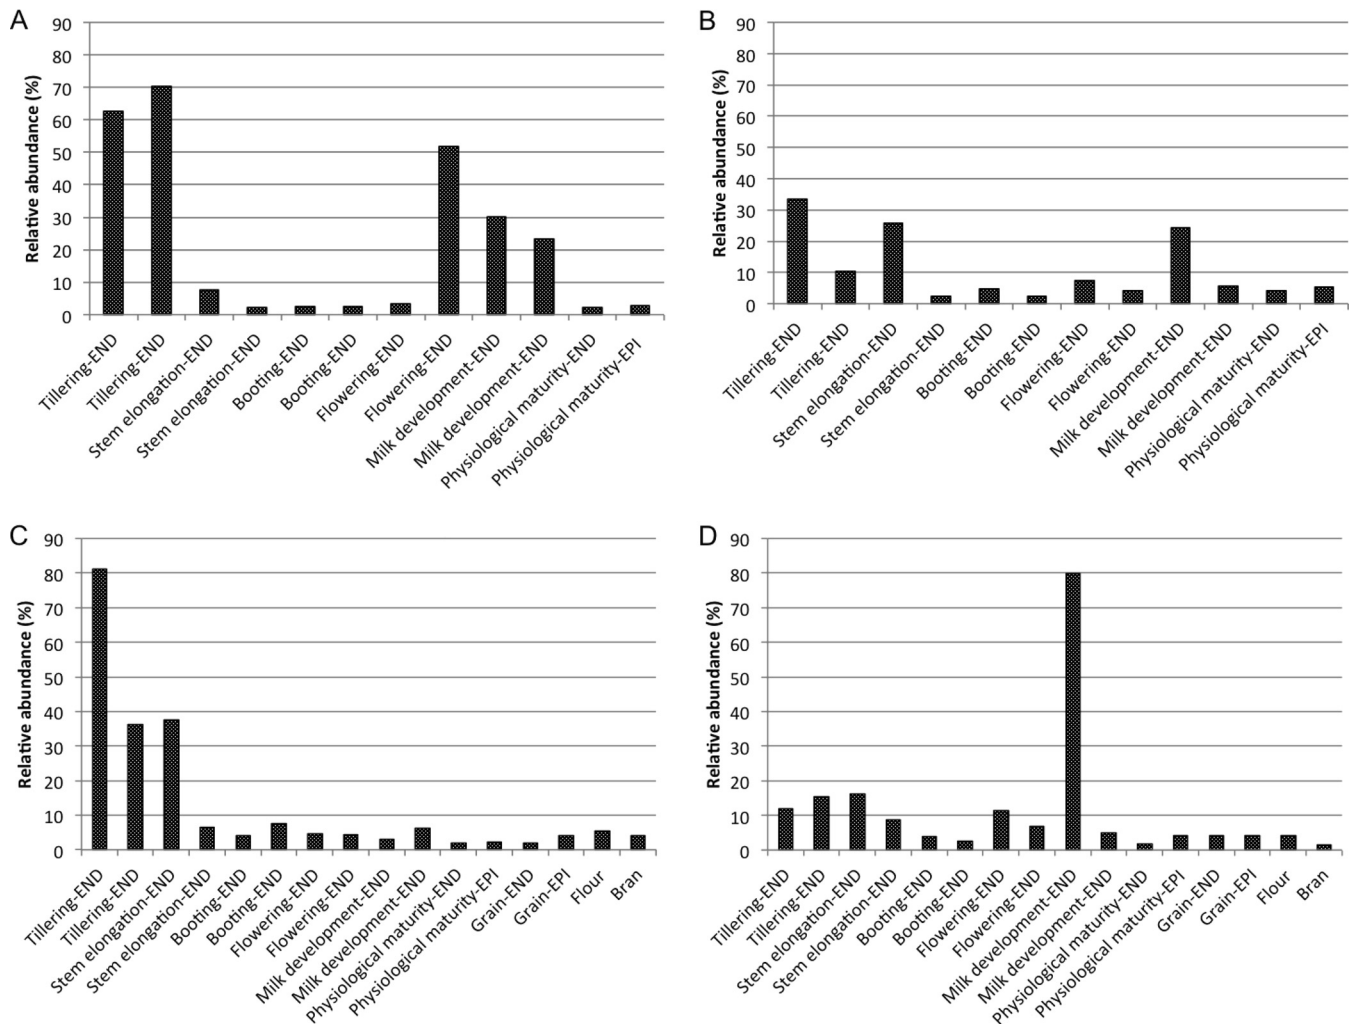 A
Relative abundance (%)
90
80
70
60
50
40
30
20
10
0
Tillering-END
Tillering-END
Stem elongation-END
Stem elongation-END
Booting-END
Booting-END
Flowering-END
Flowering-END
Milk development-END
Milk development-END
Physiological maturity-END
Physiological maturity-EPI
B
Relative abundance (%)
90
80
70
60
50
40
30
20
10
0
Tillering-END
Tillering-END
Stem elongation-END
Stem elongation-END
Booting-END
Booting-END
Flowering-END
Flowering-END
Milk development-END
Milk development-END
Physiological maturity-END
Physiological maturity-EPI
C
Relative abundance (%)
90
80
70
60
50
40
30
20
10
0
Tillering-END
Tillering-END
Stem elongation-END
Stem elongation-END
Booting-END
Booting-END
Flowering-END
Flowering-END
Milk development-END
Milk development-END
Physiological maturity-END
Physiological maturity-EPI
Grain-END
Grain-EPI
Flour
Bran
D
Relative abundance (%)
90
80
70
60
50
40
30
20
10
0
Tillering-END
Tillering-END
Stem elongation-END
Stem elongation-END
Booting-END
Booting-END
Flowering-END
Flowering-END
Milk development-END
Milk development-END
Physiological maturity-END
Physiological maturity-EPI
Grain-END
Grain-EPI
Flour
Bran